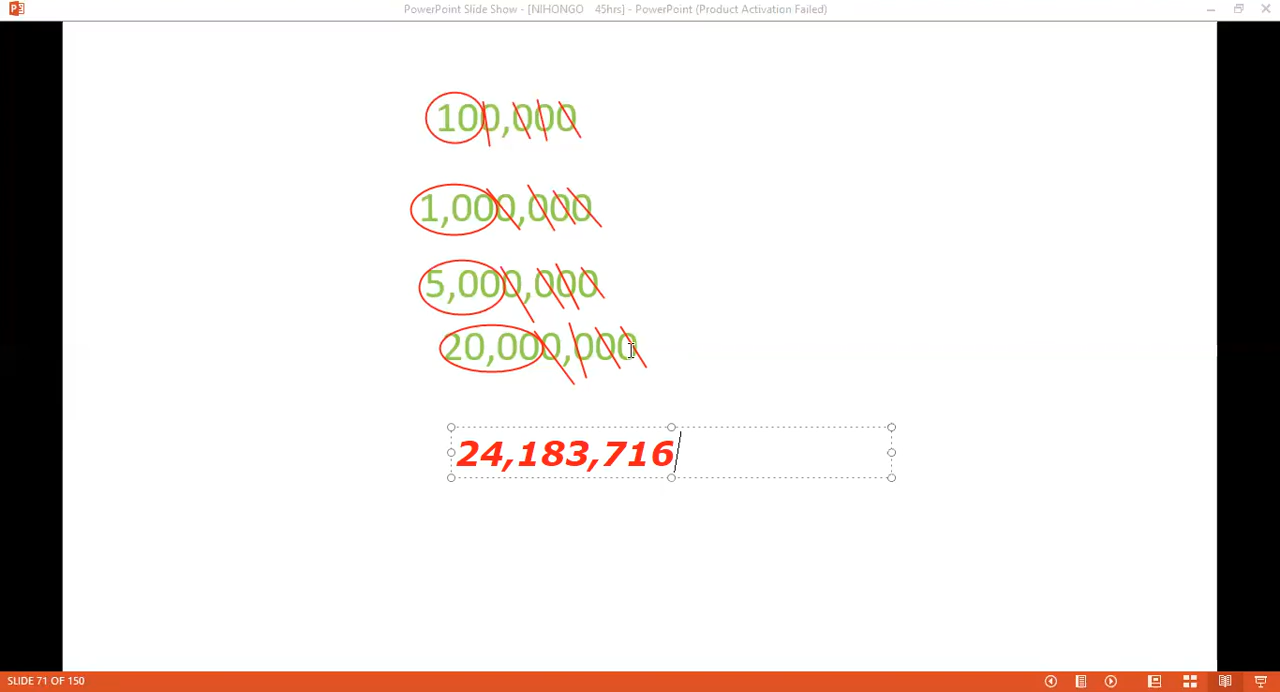 PowerPoint Slide Show - [NIHONGO 45hrs] - PowerPoint (Product Activation Failed)
100,000
1,000,000
5,000,000
20,000,000
24,183,716
SLIDE 71 OF 150